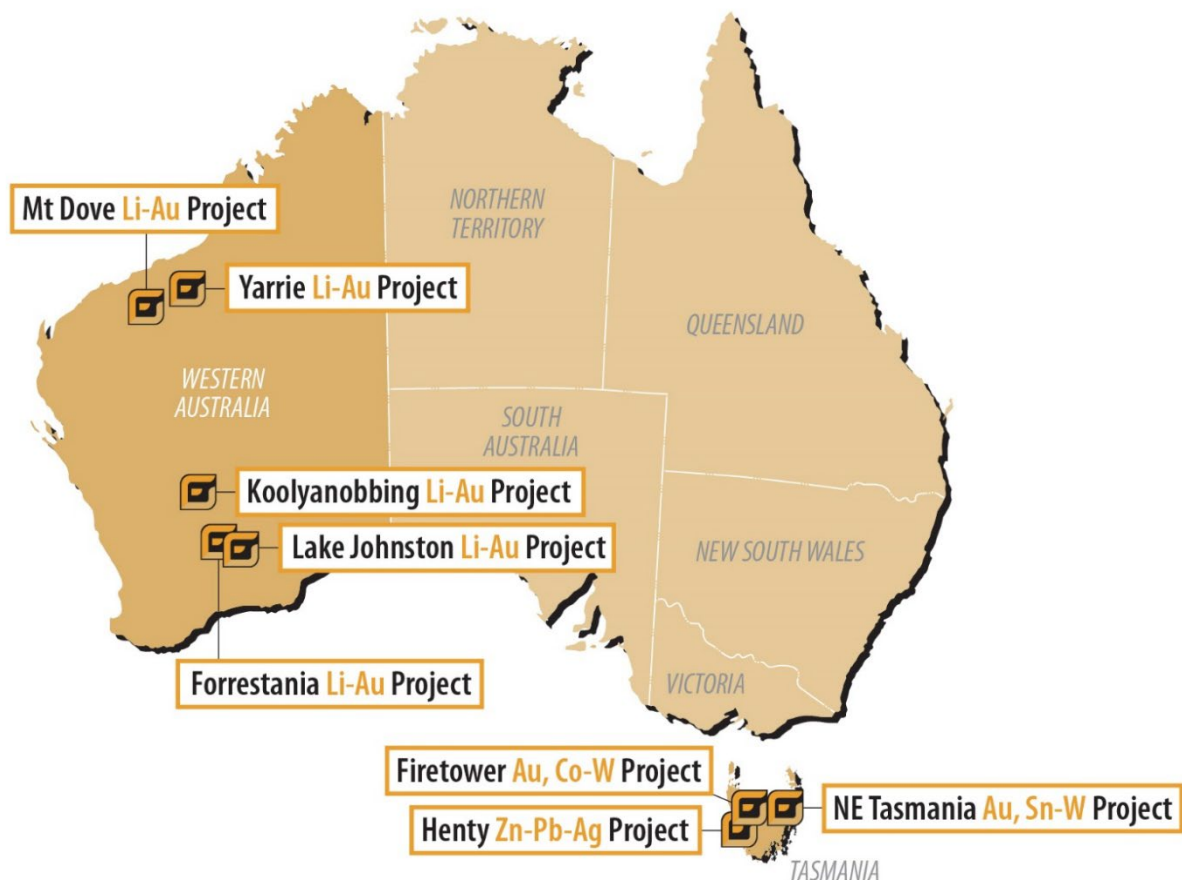 NORTHERN
TERRITORY
Mt Dove Li-Au Project
Yarrie Li-Au Project
QUEENSLAND
WESTERN
AUSTRALIA
SOUTH
AUSTRALIA
Koolyanobbing Li-Au Project
Lake Johnston Li-Au Project
NEW SOUTH WALES
Forrestania Li-Au Project
VICTORIA
Firetower Au, Co-W Project
NE Tasmania Au, Sn-W Project
Henty Zn-Pb-Ag Project
TASMANIA